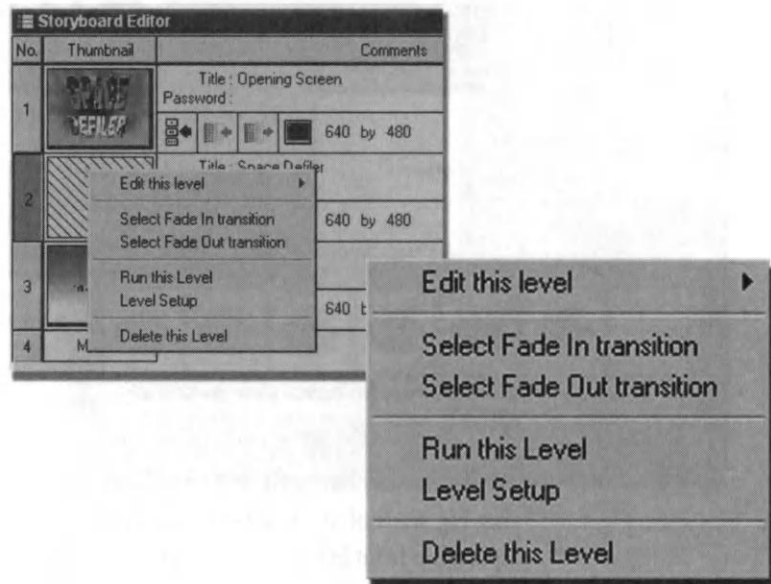 Storyboard Editor
No. Thumbnail Comments
1 SPACE DEFILER Title : Opening Screen
Password :
640 by 480
2 Title : Space Defiler
640 by 480
3 640
4
Edit this level
Select Fade In transition
Select Fade Out transition
Run this Level
Level Setup
Delete this Level
Edit this level
Select Fade In transition
Select Fade Out transition
Run this Level
Level Setup
Delete this Level